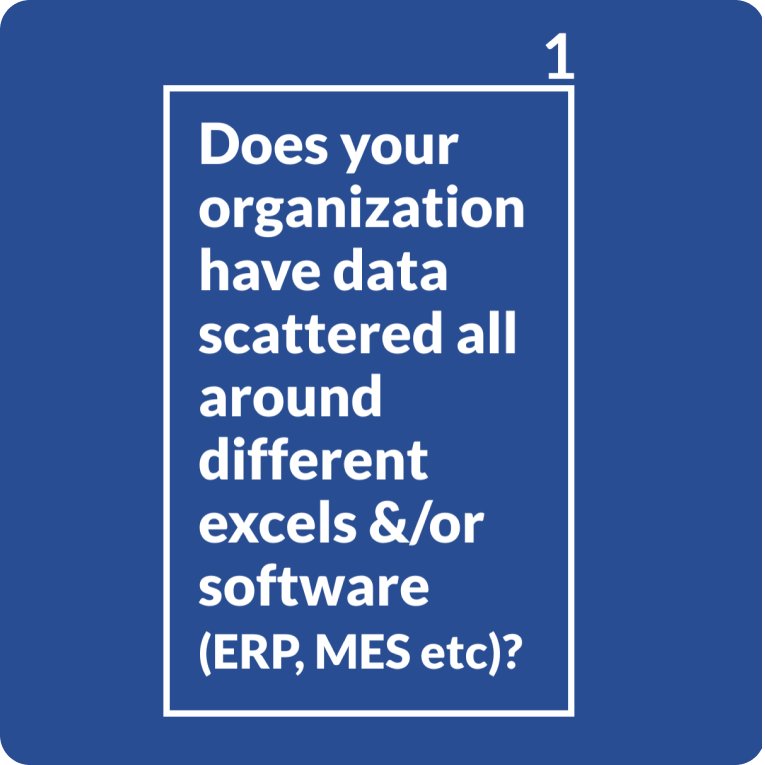 1
Does your
organization
have data
scattered all
around
different
excels &/or
software
(ERP, MES etc)?